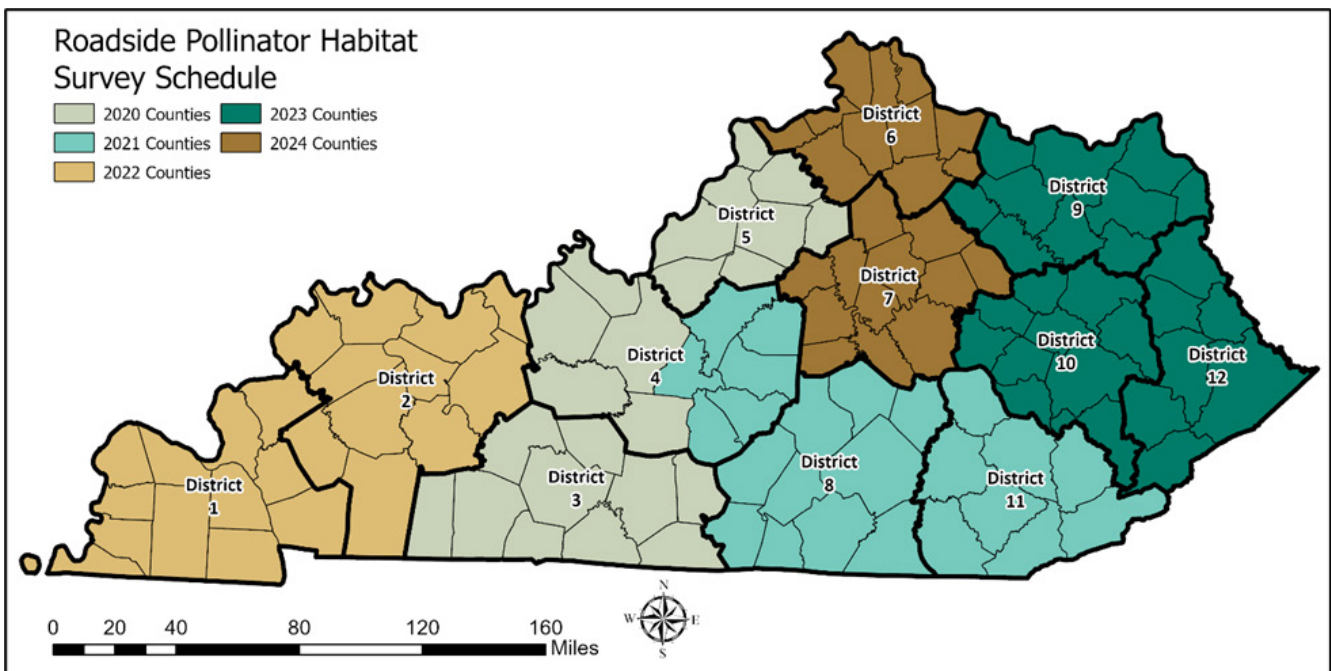 Roadside Pollinator Habitat
Survey Schedule
2020 Counties
2023 Counties
2021 Counties
2024 Counties
2022 Counties
District
6
District
9
District
5
District
7
District
4
District
10
District
12
District
2
District
3
District
8
District
11
District
1
N
W
E
S
0 20 40 80 120 160
Miles